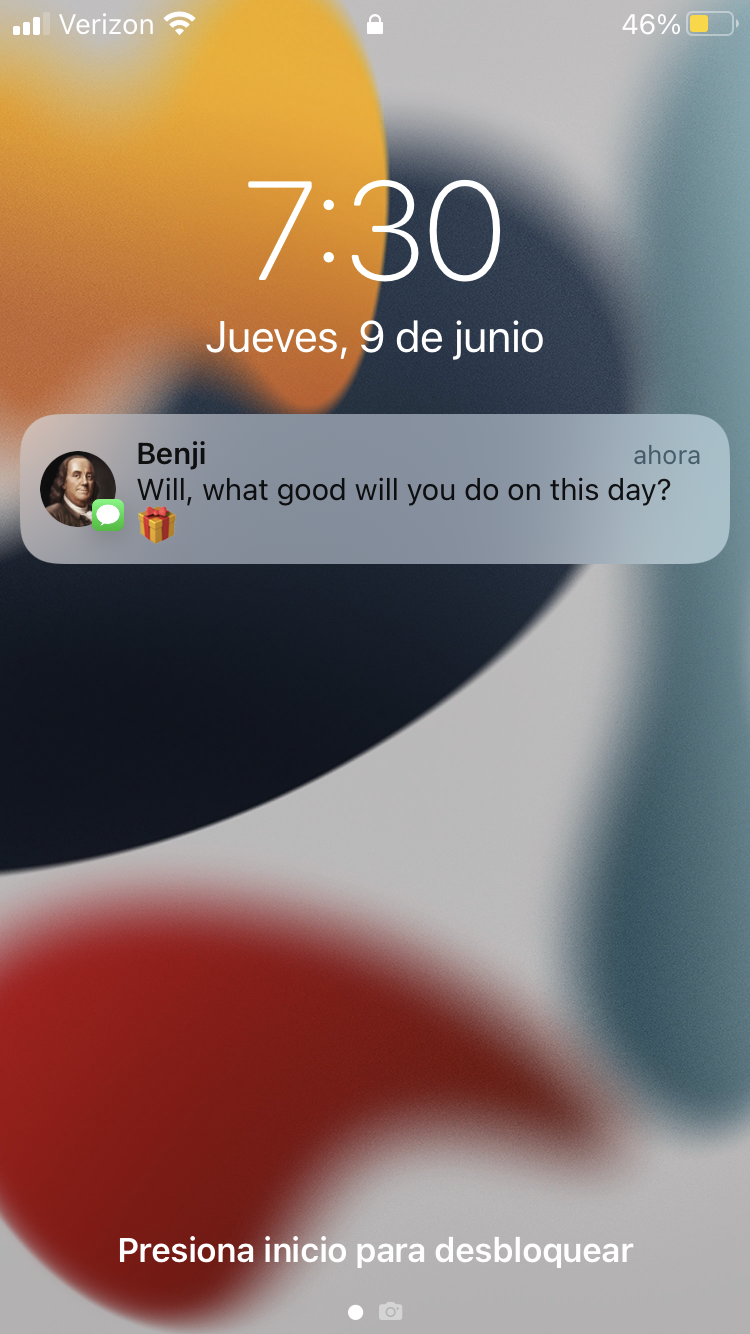 Verizon 46%
7:30
Jueves, 9 de junio
Benji ahora
Will, what good will you do on this day?
🎁
Presiona inicio para desbloquear